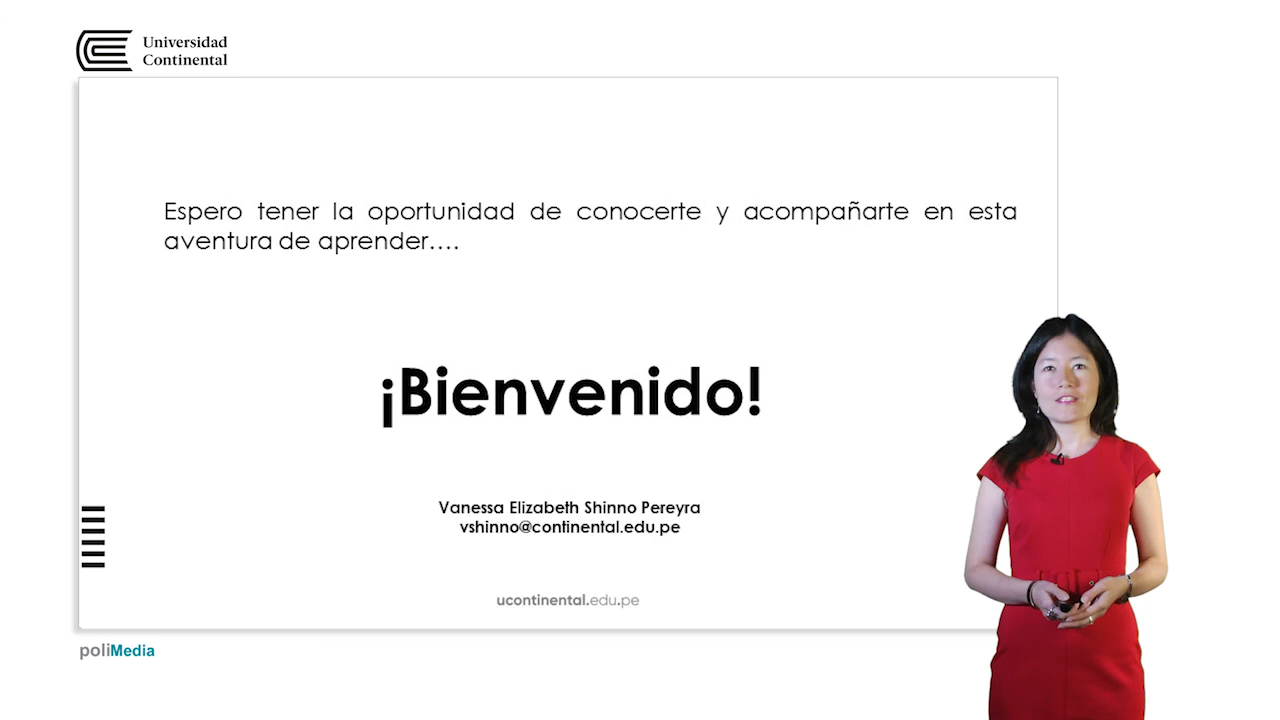 Universidad
Continental
Espero tener la oportunidad de conocerte y acompañarte en esta
aventura de aprender....
¡Bienvenido!
Vanessa Elizabeth Shinno Pereyra
vshinno@continental.edu.pe
ucontinental.edu.pe
poliMedia